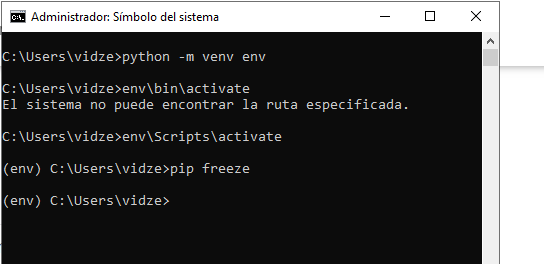 Administrador: Símbolo del sistema
C:\Users\vidze>python -m venv env
C:\Users\vidze>env\bin\activate
El sistema no puede encontrar la ruta especificada.
C:\Users\vidze>env\Scripts\activate
(env) C:\Users\vidze>pip freeze
(env) C:\Users\vidze>